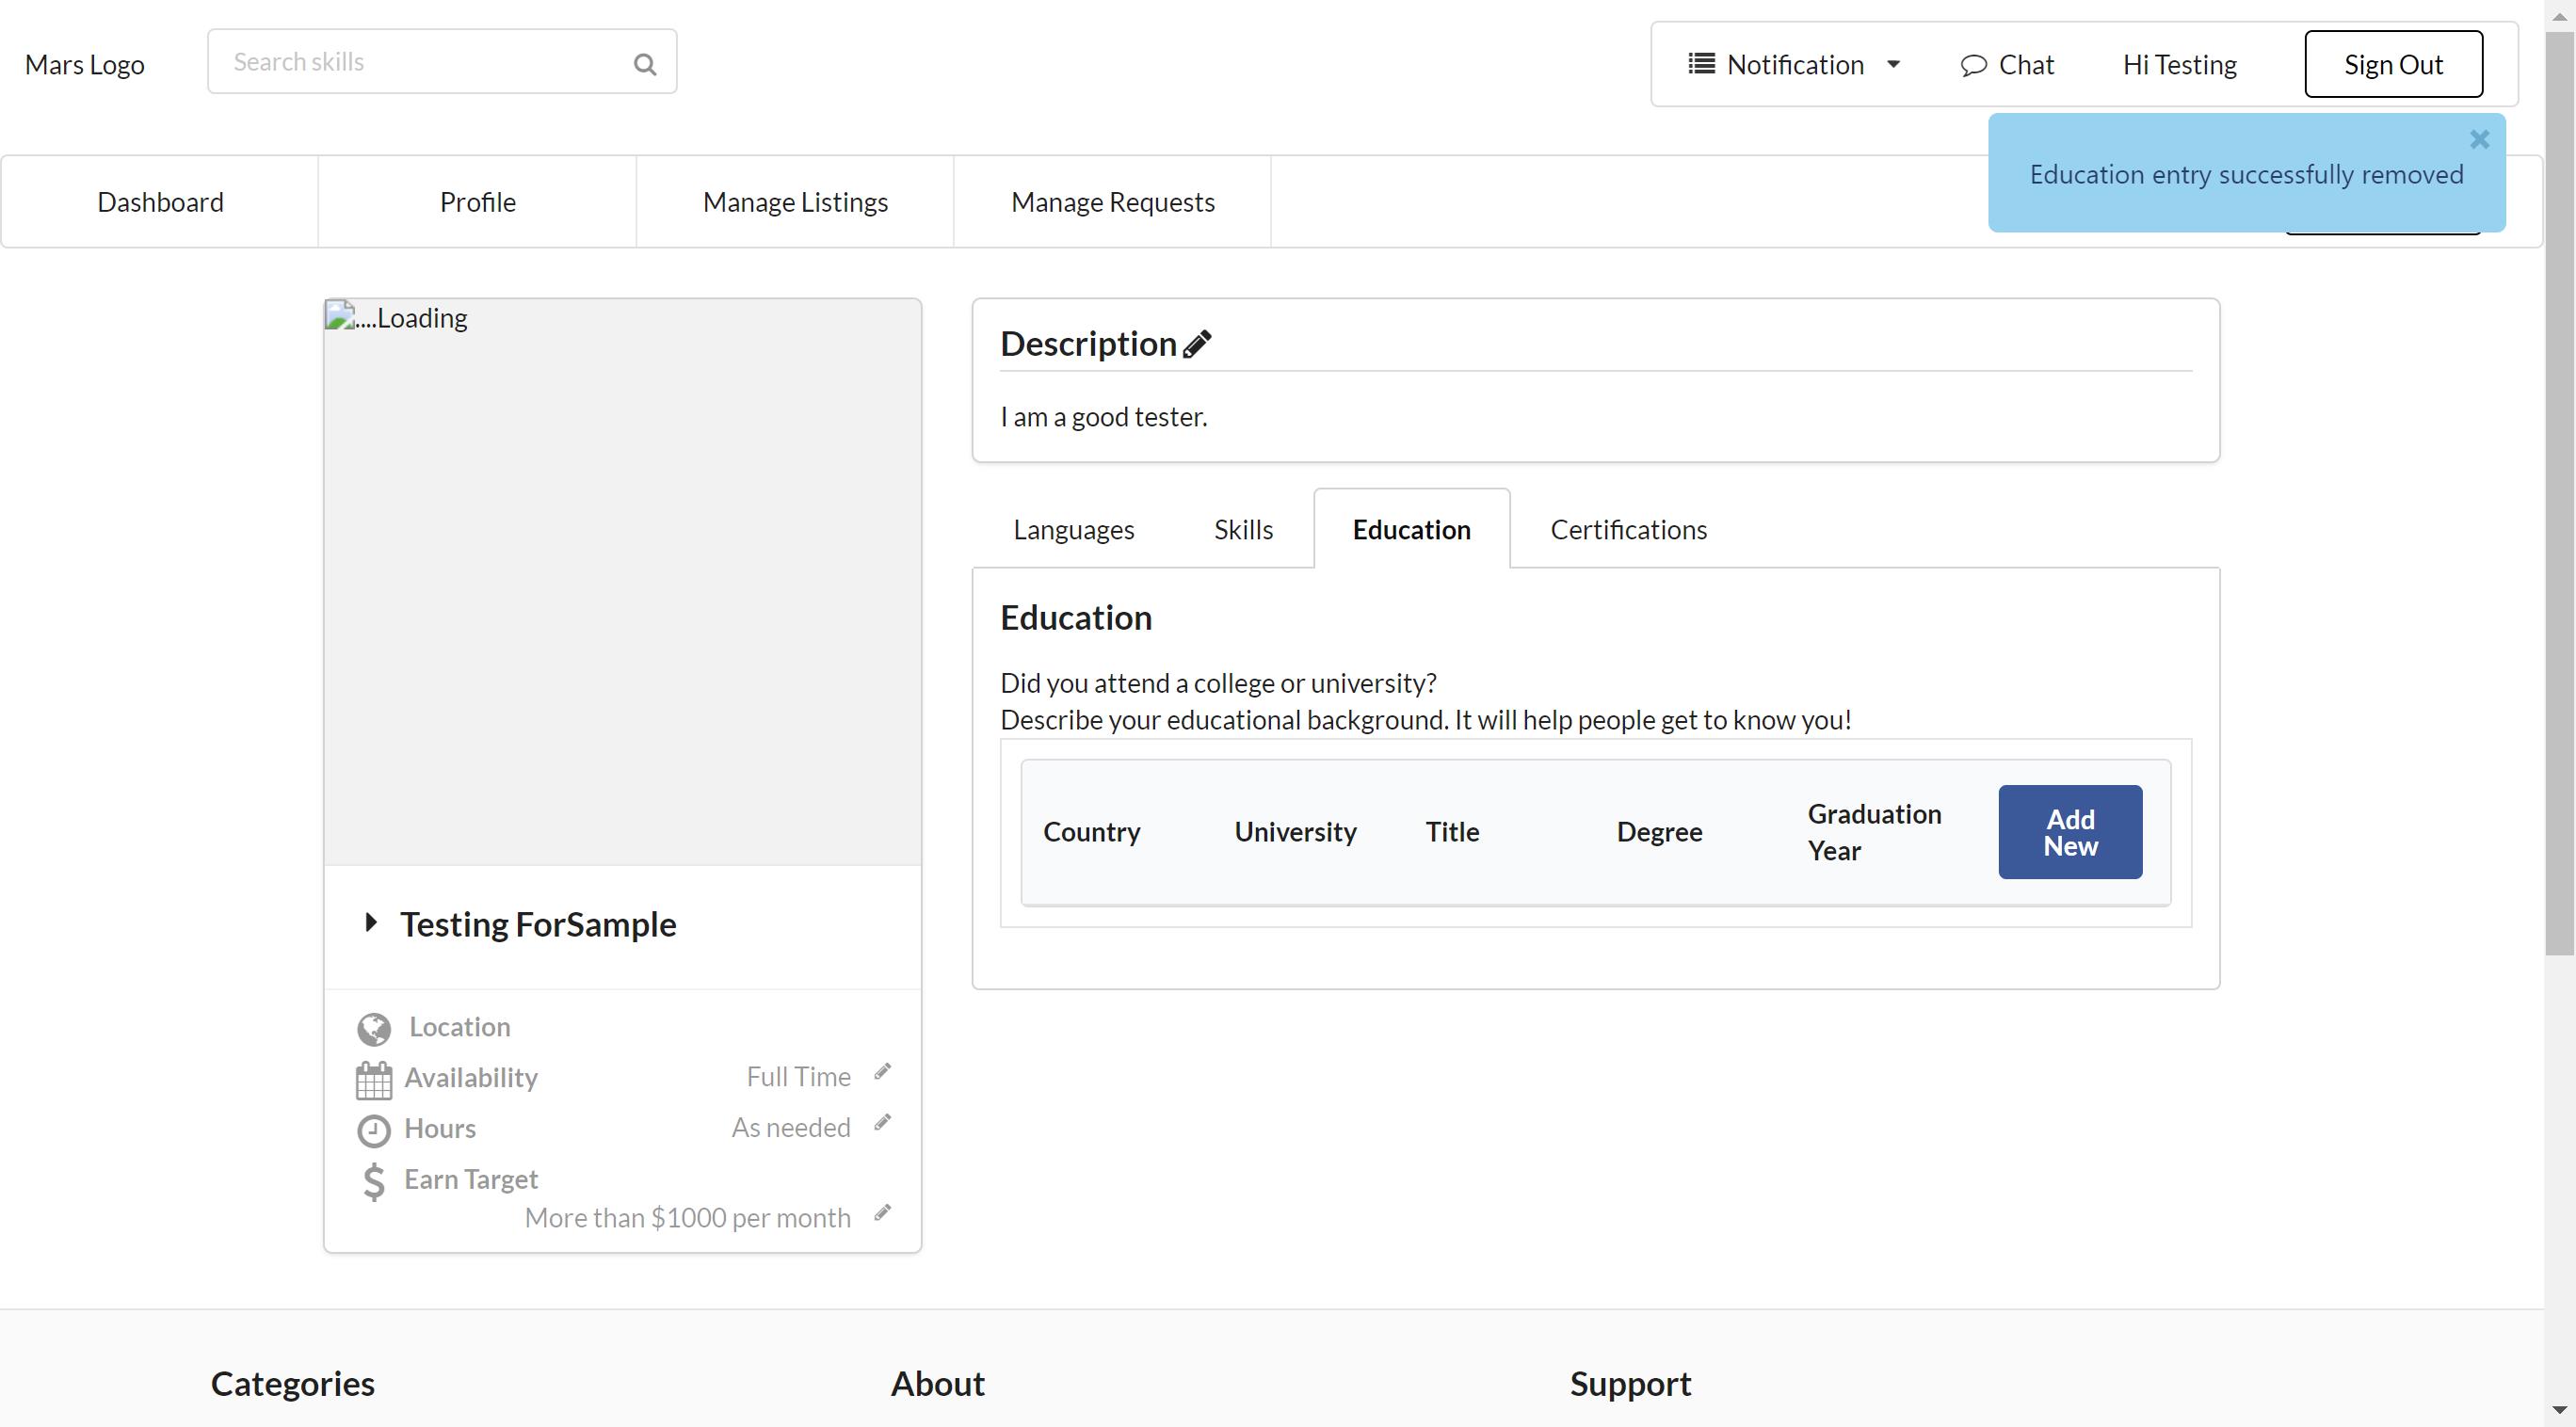 Mars Logo
Search skills
Notification
Chat
Hi Testing
Sign Out
Education entry successfully removed
Dashboard
Profile
Manage Listings
Manage Requests
....Loading
Testing ForSample
Location
Availability
Full Time
Hours
As needed
Earn Target
More than $1000 per month
Description
I am a good tester.
Languages
Skills
Education
Certifications
Education
Did you attend a college or university?
Describe your educational background. It will help people get to know you!
Country
University
Title
Degree
Graduation
Year
Add
New
Categories
About
Support